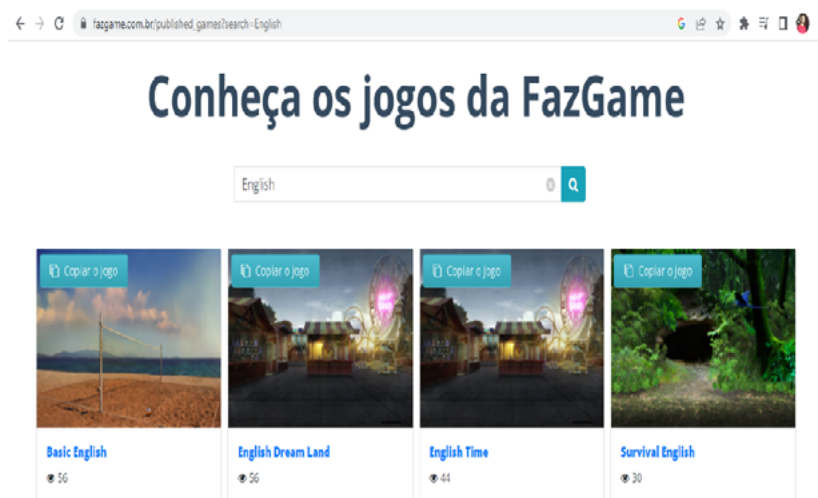 fazgame.com.br/published_games?search=English
Conheça os jogos da FazGame
English
Copiar o jogo
Copiar o jogo
Copiar o jogo
Copiar o jogo
Basic English
English Dream Land
English Time
Survival English
56
56
44
30